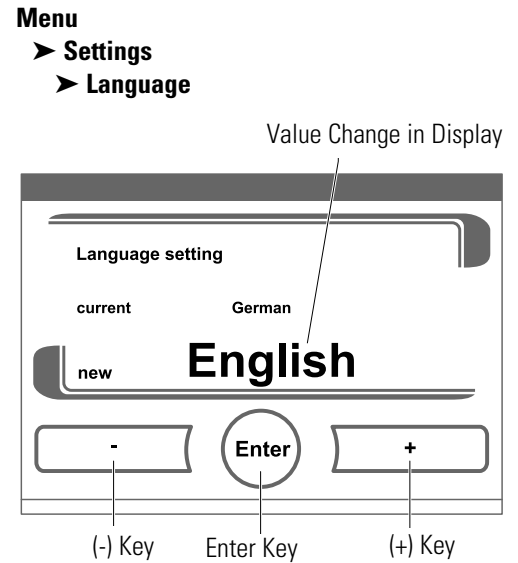 Menu
➤ Settings
➤ Language
Value Change in Display
Language setting
current German
new English
- Enter +
(-) Key Enter Key (+) Key